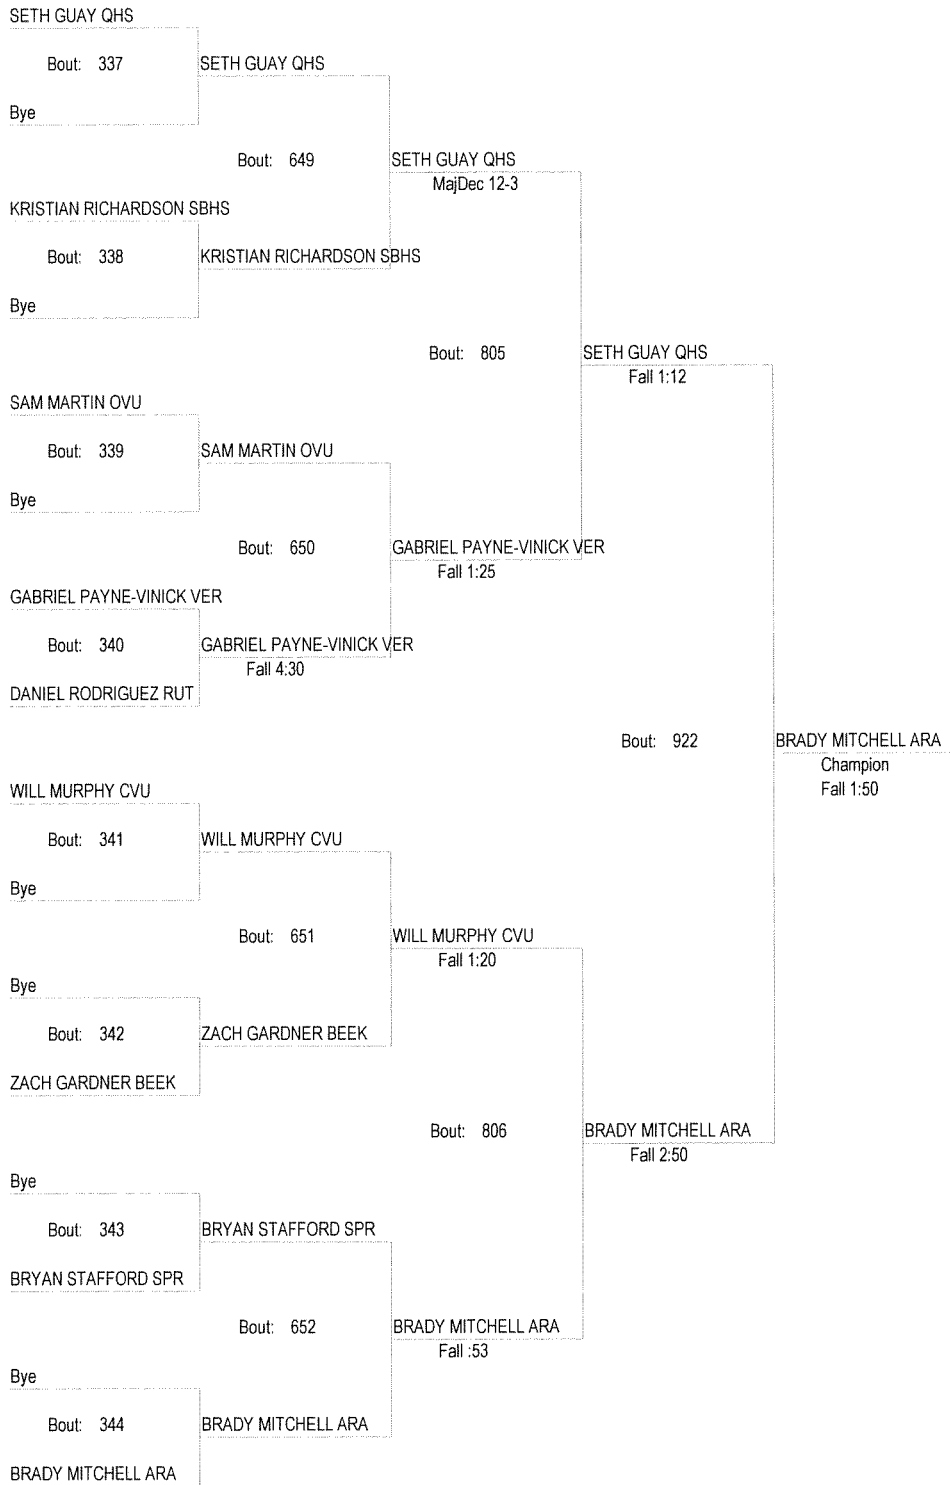 SETH GUAY QHS
Bout: 337 SETH GUAY QHS
Bye
Bout: 649 SETH GUAY QHS
MajDec 12-3
KRISTIAN RICHARDSON SBHS
Bout: 338 KRISTIAN RICHARDSON SBHS
Bye
Bout: 805 SETH GUAY QHS
Fall 1:12
SAM MARTIN OVU
Bout: 339 SAM MARTIN OVU
Bye
Bout: 650 GABRIEL PAYNE-VINICK VER
Fall 1:25
GABRIEL PAYNE-VINICK VER
Bout: 340 GABRIEL PAYNE-VINICK VER
Fall 4:30
DANIEL RODRIGUEZ RUT
Bout: 922 BRADY MITCHELL ARA
Champion
Fall 1:50
WILL MURPHY CVU
Bout: 341 WILL MURPHY CVU
Bye
Bout: 651 WILL MURPHY CVU
Fall 1:20
Bye
Bout: 342 ZACH GARDNER BEEK
ZACH GARDNER BEEK
Bout: 806 BRADY MITCHELL ARA
Fall 2:50
Bye
Bout: 343 BRYAN STAFFORD SPR
BRYAN STAFFORD SPR
Bout: 652 BRADY MITCHELL ARA
Fall :53
Bye
Bout: 344 BRADY MITCHELL ARA
BRADY MITCHELL ARA